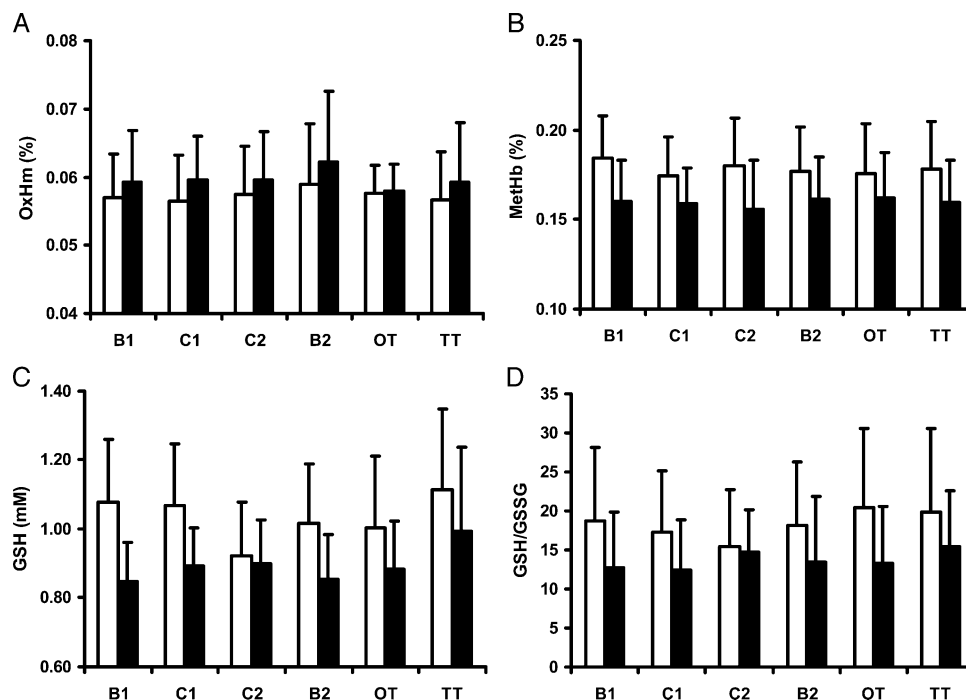 A
OxHm (%)
0.08
0.07
0.06
0.05
0.04
B1 C1 C2 B2 OT TT
B
MetHb (%)
0.25
0.20
0.15
0.10
B1 C1 C2 B2 OT TT
C
GSH (mM)
1.40
1.20
1.00
0.80
0.60
B1 C1 C2 B2 OT TT
D
GSH/GSSG
35
30
25
20
15
10
5
0
B1 C1 C2 B2 OT TT